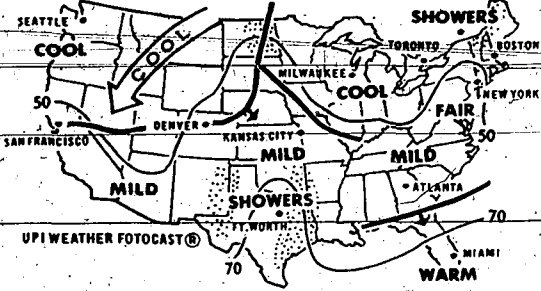 SHOWERS
SEATTLE
COOL
COOL
TORONTO
BOSTON
MILWAUKEE
COOL
NEW YORK
50
FAIR
DENVER
KANSAS CITY
50
SAN FRANCISCO
MILD
MILD
MILD
ATLANTA
SHOWERS
FT. WORTH
70
UPI WEATHER FOTOCAST®
70
MIAMI
WARM